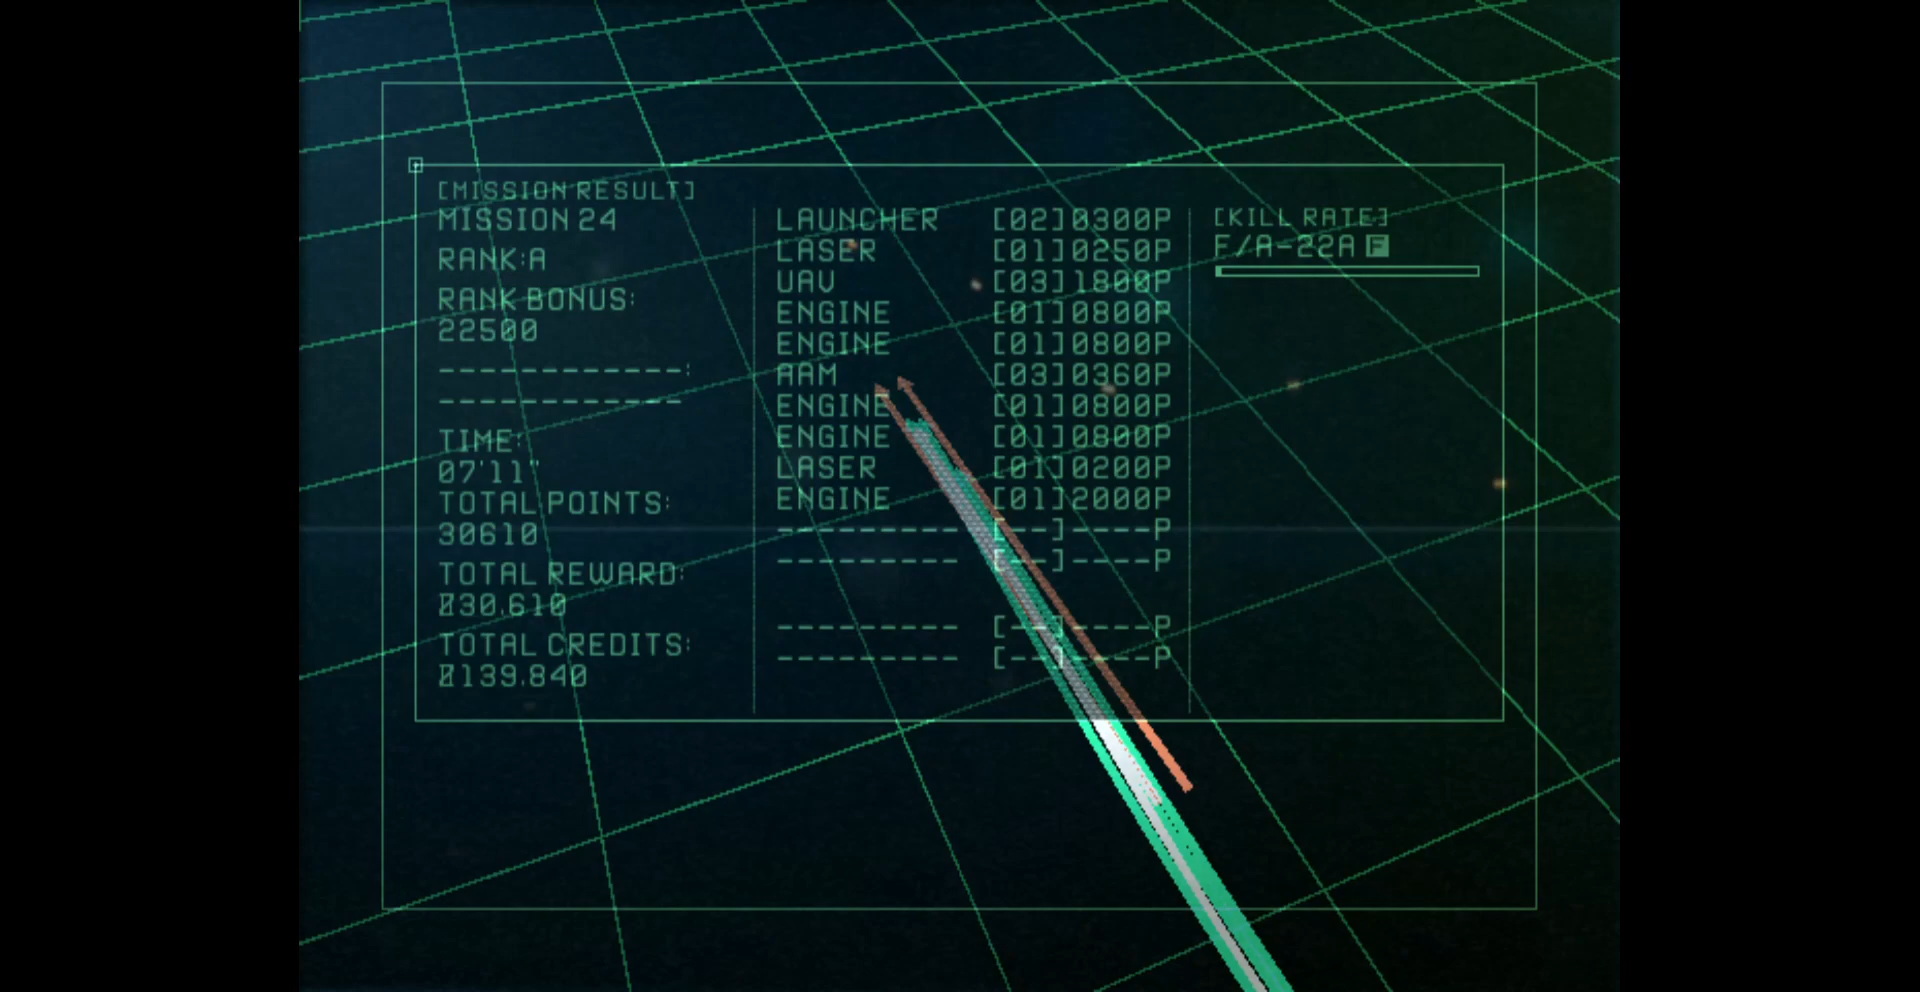 [MISSION RESULT]
MISSION 24
RANK:A
RANK BONUS:
22500
-------------:
-------------
TIME:
07'11"
TOTAL POINTS:
30610
TOTAL REWARD:
Z30.610
TOTAL CREDITS:
Z139.840
LAUNCHER [02]0300P
LASER [01]0250P
UAV [03]1800P
ENGINE [01]0800P
ENGINE [01]0800P
AAM [03]0360P
ENGINE [01]0800P
ENGINE [01]0800P
LASER [01]0200P
ENGINE [01]2000P
--------- [--]----P
--------- [--]----P
--------- [--]----P
--------- [--]----P
[KILL RATE]
F/A-22A F